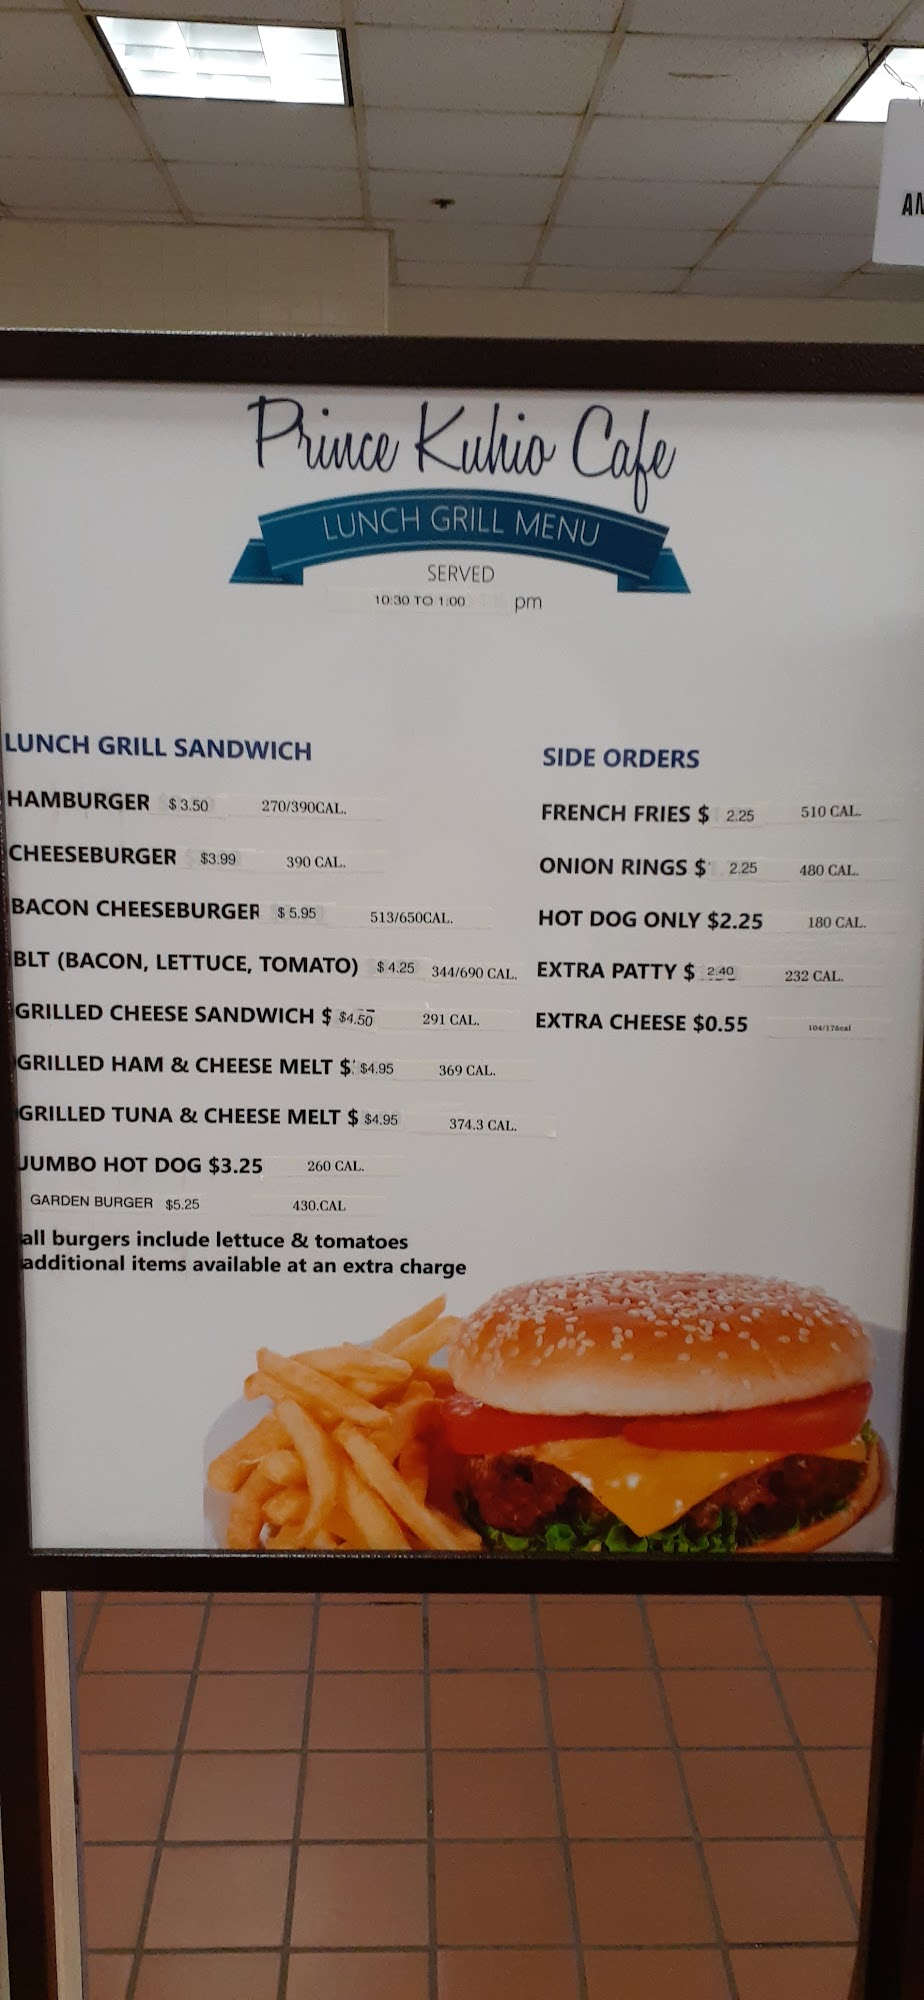 AN
Prince Kuhio Cafe
LUNCH GRILL MENU
SERVED
10:30 TO 1:00 pm
LUNCH GRILL SANDWICH
HAMBURGER $ 3.50 270/390CAL.
CHEESEBURGER $3.99 390 CAL.
BACON CHEESEBURGER $ 5.95 513/650CAL.
BLT (BACON, LETTUCE, TOMATO) $ 4.25 344/690 CAL.
GRILLED CHEESE SANDWICH $ $4.50 291 CAL.
GRILLED HAM & CHEESE MELT $ $4.95 369 CAL.
GRILLED TUNA & CHEESE MELT $ $4.95 374.3 CAL.
JUMBO HOT DOG $3.25 260 CAL.
GARDEN BURGER $5.25 430.CAL
all burgers include lettuce & tomatoes
additional items available at an extra charge
SIDE ORDERS
FRENCH FRIES $ 2.25 510 CAL.
ONION RINGS $ 2.25 480 CAL.
HOT DOG ONLY $2.25 180 CAL.
EXTRA PATTY $ 2.40 232 CAL.
EXTRA CHEESE $0.55 104/176cal